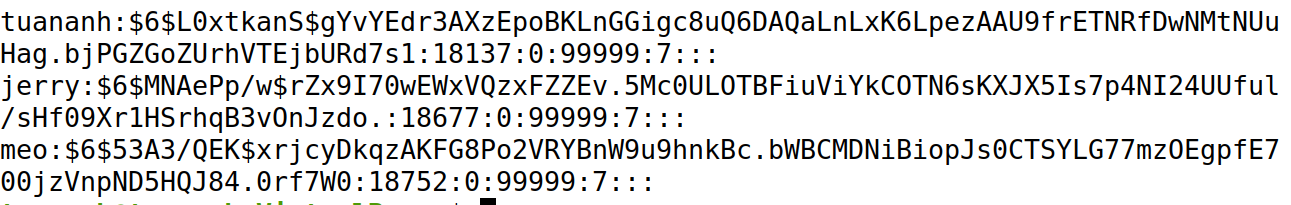 tuananh:$6$L0xtkanS$gYvYEdr3AXzEpoBKLnGGigc8uQ6DAQaLnLxK6LpezAAU9frETNRfDwNMtNUu
Hag.bjPGZGoZUrhVTEjbURd7s1:18137:0:99999:7:::
jerry:$6$MNAePp/w$rZx9I70wEWxVQzxFZZEv.5Mc0ULOTBFiuViYkCOTN6sKXJX5Is7p4NI24UUful
/sHf09Xr1HSrhqB3vOnJzdo.:18677:0:99999:7:::
meo:$6$53A3/QEK$xrjcyDkqzAKFG8Po2VRYBnW9u9hnkBc.bWBCMDNiBiopJs0CTSYLG77mzOEgpfE7
00jzVnpND5HQJ84.0rf7W0:18752:0:99999:7:::